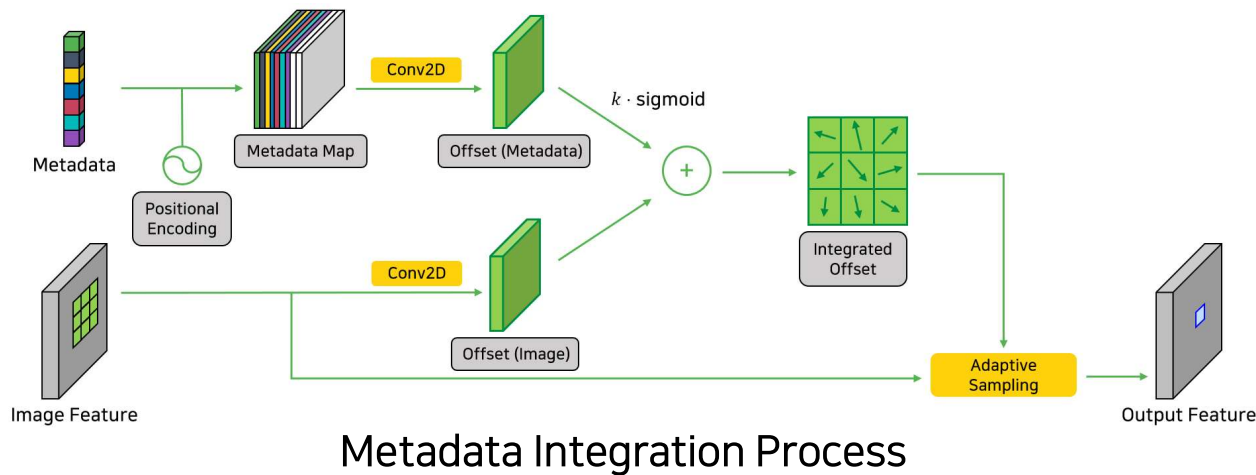 Metadata
Positional
Encoding
Metadata Map
Conv2D
Offset (Metadata)
k · sigmoid
+
Integrated
Offset
Image Feature
Conv2D
Offset (Image)
Adaptive
Sampling
Output Feature
Metadata Integration Process